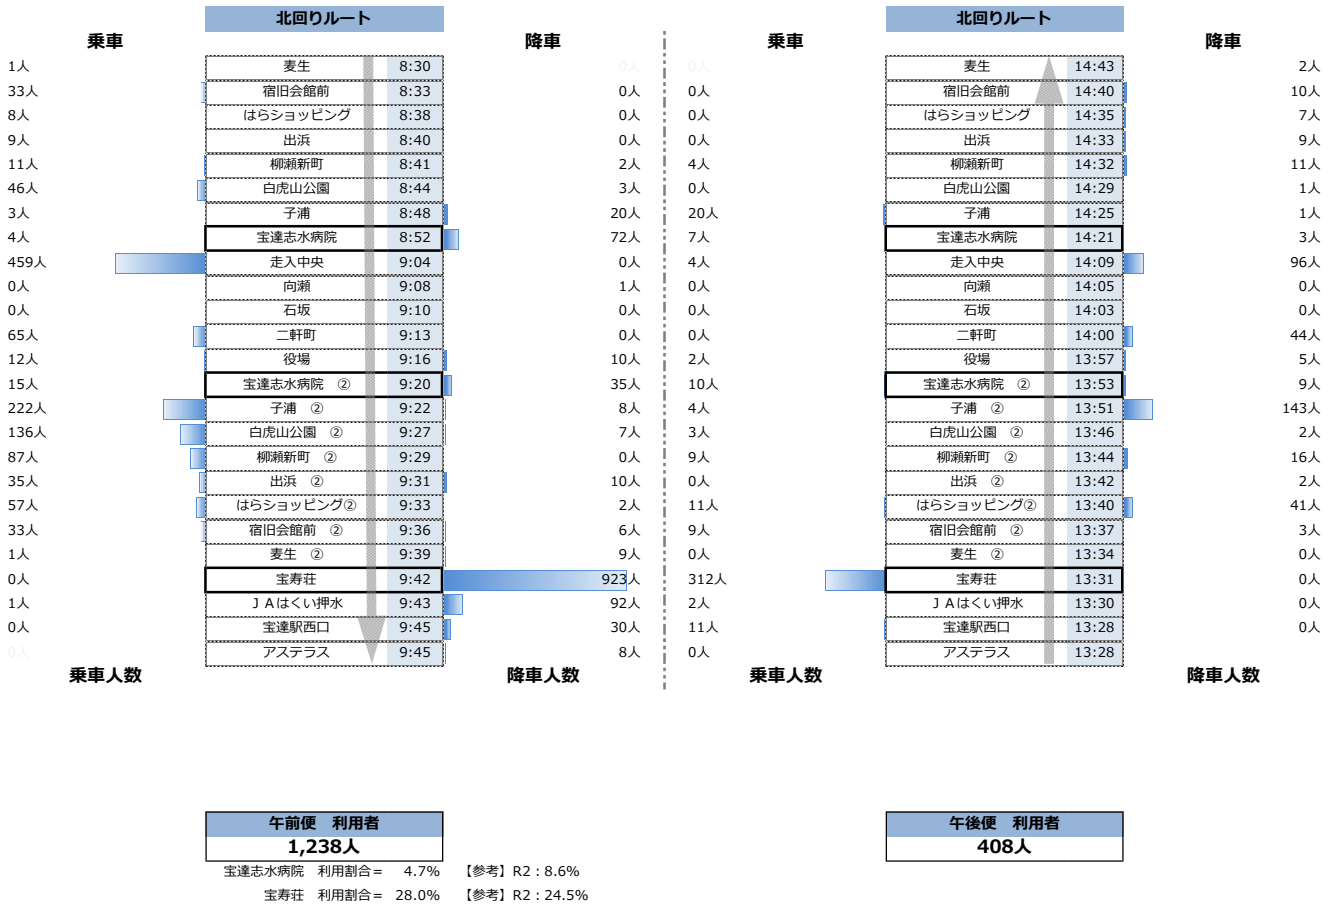 北回りルート
乗車 降車
1人 麦生 8:30 0人
33人 宿旧会館前 8:33 0人
8人 はらショッピング 8:38 0人
9人 出浜 8:40 0人
11人 柳瀬新町 8:41 2人
46人 白虎山公園 8:44 3人
3人 子浦 8:48 20人
4人 宝達志水病院 8:52 72人
459人 走入中央 9:04 0人
0人 向瀬 9:08 1人
0人 石坂 9:10 0人
65人 二軒町 9:13 0人
12人 役場 9:16 10人
15人 宝達志水病院 ② 9:20 35人
222人 子浦 ② 9:22 8人
136人 白虎山公園 ② 9:27 7人
87人 柳瀬新町 ② 9:29 0人
35人 出浜 ② 9:31 10人
57人 はらショッピング② 9:33 2人
33人 宿旧会館前 ② 9:36 6人
1人 麦生 ② 9:39 9人
0人 宝寿荘 9:42 923人
1人 ＪＡはくい押水 9:43 92人
0人 宝達駅西口 9:45 30人
0人 アステラス 9:45 8人
乗車人数 降車人数
午前便 利用者
1,238人
宝達志水病院 利用割合＝ 4.7% 【参考】R2：8.6%
宝寿荘 利用割合＝ 28.0% 【参考】R2：24.5%
北回りルート
乗車 降車
0人 麦生 14:43 2人
0人 宿旧会館前 14:40 10人
0人 はらショッピング 14:35 7人
0人 出浜 14:33 9人
4人 柳瀬新町 14:32 11人
0人 白虎山公園 14:29 1人
20人 子浦 14:25 1人
7人 宝達志水病院 14:21 3人
4人 走入中央 14:09 96人
0人 向瀬 14:05 0人
0人 石坂 14:03 0人
0人 二軒町 14:00 44人
2人 役場 13:57 5人
10人 宝達志水病院 ② 13:53 9人
4人 子浦 ② 13:51 143人
3人 白虎山公園 ② 13:46 2人
9人 柳瀬新町 ② 13:44 16人
0人 出浜 ② 13:42 2人
11人 はらショッピング② 13:40 41人
9人 宿旧会館前 ② 13:37 3人
0人 麦生 ② 13:34 0人
312人 宝寿荘 13:31 0人
2人 ＪＡはくい押水 13:30 0人
11人 宝達駅西口 13:28 0人
0人 アステラス 13:28
乗車人数 降車人数
午後便 利用者
408人